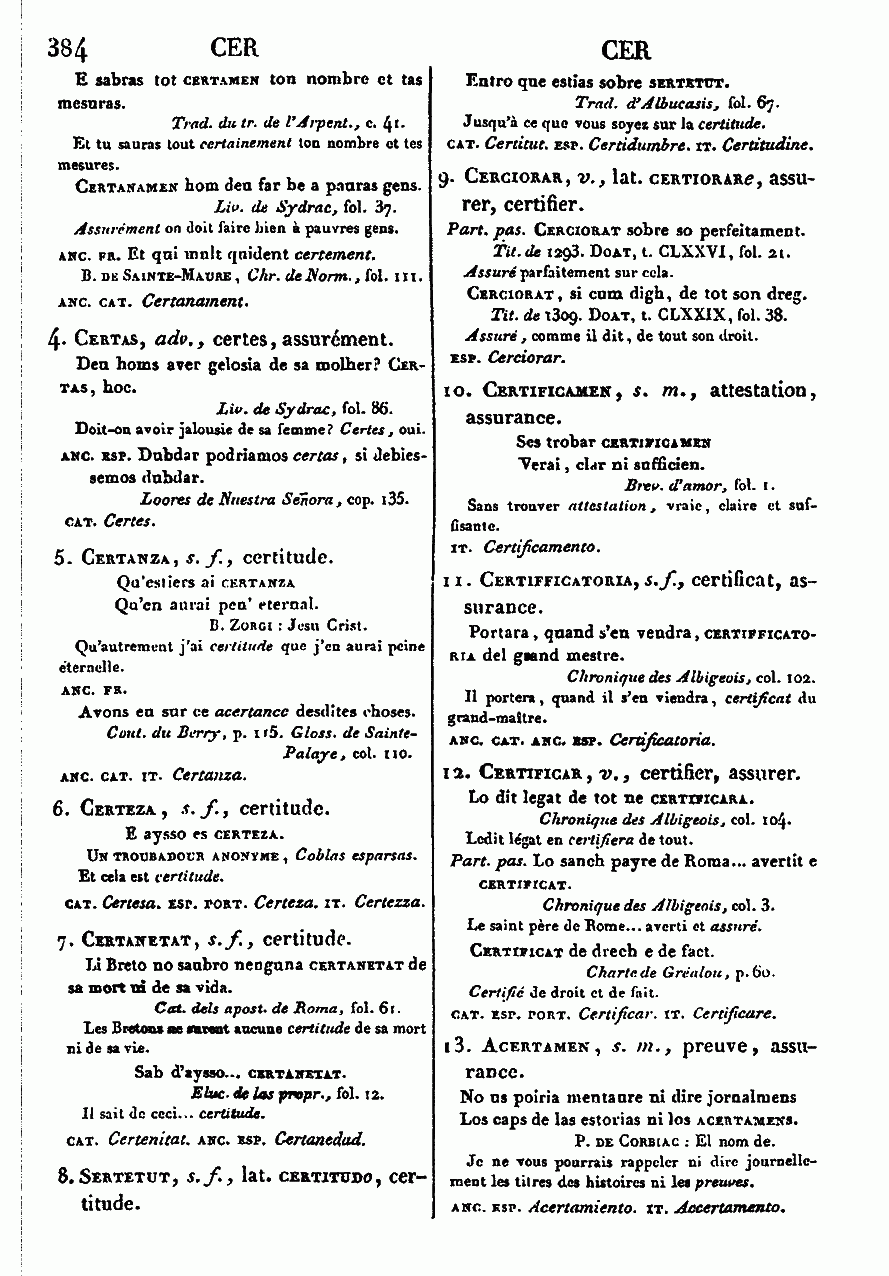 384 CER CER
E sabras tot CERTAMEN ton nombre et tas
mesuras.
Trad. du tr. de l'Arpent., c. 41.
Et tu sauras tout certainement ton nombre et tes
mesures.
CERTANAMEN hom deu far be a pauras gens.
Liv. de Sydrac, fol. 37.
Assurément on doit faire bien à pauvres gens.
ANC. FR. Et qui mult quident certement.
B. DE SAINTE-MAURE, Chr. de Norm., fol. 111.
ANC. CAT. Certanament.
4. CERTAS, adv., certes, assurément.
Deu homs aver gelosia de sa molher? CER-
TAS, hoc.
Liv. de Sydrac, fol. 86.
Doit-on avoir jalousie de sa femme? Certes, oui.
ANC. ESP. Dubdar podriamos certas, si debies-
semos dubdar.
Loores de Nuestra Señora, cop. 135.
CAT. Certes.
5. CERTANZA, s. f., certitude.
Qu'estiers ai CERTANZA
Qu'en aurai pen' eternal.
B. ZORGI : Jesu Crist.
Qu'autrement j'ai certitude que j'en aurai peine
éternelle.
ANC. FR.
Avons eu sur ce acertance desdites choses.
Cout. du Berry, p. 115. Gloss. de Sainte-
Palaye, col. 110.
ANC. CAT. IT. Certanza.
6. CERTEZA, s. f., certitude.
E aysso es CERTEZA.
UN TROUBADOUR ANONYME, Coblas esparsas.
Et cela est certitude.
CAT. Certesa. ESP. PORT. Certeza. IT. Certezza.
7. CERTANETAT, s. f., certitude.
Li Breto no saubro neguna CERTANETAT de
sa mort ni de sa vida.
Cat. dels apost. de Roma, fol. 61.
Les Bretons ne surent aucune certitude de sa mort
ni de sa vie.
Sab d'aysso... CERTANETAT.
Eluc. de las propr., fol. 12.
Il sait de ceci... certitude.
CAT. Certenitat. ANC. ESP. Certanedad.
8. SERTETUT, s. f., lat. CERTITUDO, cer-
titude.
Entro que estias sobre SERTETUT.
Trad. d'Albucasis, fol. 67.
Jusqu'à ce que vous soyez sur la certitude.
CAT. Certitut. ESP. Certidumbre. IT. Certitudine.
9. CERCIORAR, v., lat. CERTIORARe, assu-
rer, certifier.
Part. pas. CERCIORAT sobre so perfeitament.
Tit. de 1293. DOAT, t. CLXXVI, fol. 21.
Assuré parfaitement sur cela.
CERCIORAT, si cum digh, de tot son dreg.
Tit. de 1309. DOAT, t. CLXXIX, fol. 38.
Assuré, comme il dit, de tout son droit.
ESP. Cerciorar.
10. CERTIFICAMEN, s. m., attestation,
assurance.
Ses trobar CERTIFICAMEN
Verai, clar ni sufficien.
Brev. d'amor, fol. 1.
Sans trouver attestation, vraie, claire et suf-
fisante.
IT. Certificamento.
11. CERTIFFICATORIA, s. f., certificat, as-
surance.
Portara, quand s'en vendra, CERTIFFICATO-
RIA del grand mestre.
Chronique des Albigeois, col. 102.
Il portera, quand il s'en viendra, certificat du
grand-maître.
ANC. CAT. ANC. ESP. Certificatoria.
12. CERTIFICAR, v., certifier, assurer.
Lo dit legat de tot ne CERTIFICARA.
Chronique des Albigeois, col. 104.
Ledit légat en certifiera de tout.
Part. pas. Lo sanch payre de Roma... avertit e
CERTIFICAT.
Chronique des Albigeois, col. 3.
Le saint père de Rome... averti et assuré.
CERTIFICAT de drech e de fact.
Charte de Gréalou, p. 60.
Certifié de droit et de fait.
CAT. ESP. PORT. Certificar. IT. Certificare.
13. ACERTAMEN, s. m., preuve, assu-
rance.
No us poiria mentaure ni dire jornalmens
Los caps de las estorias ni los ACERTAMENS.
P. DE CORBIAC : El nom de.
Je ne vous pourrais rappeler ni dire journelle-
ment les titres des histoires ni les preuves.
ANC. ESP. Acertamiento. IT. Accertamento.